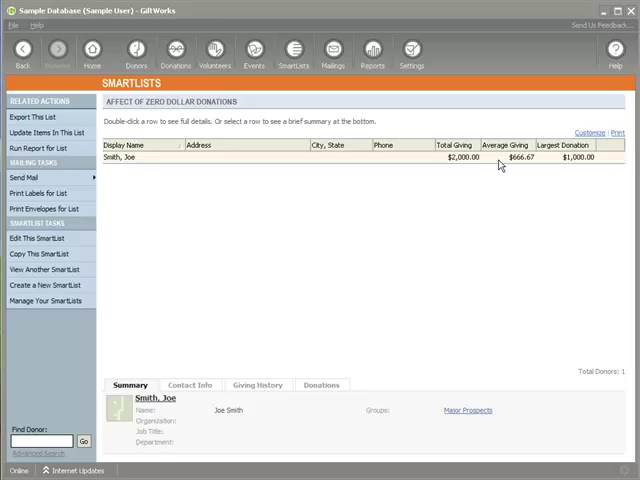 Sample Database (Sample User) - GiftWorks
File Help
Send Us Feedback...
Back
Home
Donors
Donations
Volunteers
Events
SmartLists
Mailings
Reports
Settings
Help
SMARTLISTS
RELATED ACTIONS
Export This List
Update Items In This List
Run Report for List
MAILING TASKS
Send Mail
Print Labels for List
Print Envelopes for List
SMARTLIST TASKS
Edit This SmartList
Copy This SmartList
View Another SmartList
Create a New SmartList
Manage Your SmartLists
Find Donor:
Go
Advanced Search
AFFECT OF ZERO DOLLAR DONATIONS
Double-click a row to see full details. Or select a row to see a brief summary at the bottom.
Customize | Print
Display Name / Address City, State Phone Total Giving Average Giving Largest Donation
Smith, Joe $2,000.00 $666.67 $1,000.00
Total Donors: 1
Summary Contact Info Giving History Donations
Smith, Joe
Name: Joe Smith Groups: Major Prospects
Organization:
Job Title:
Department:
Online Internet Updates